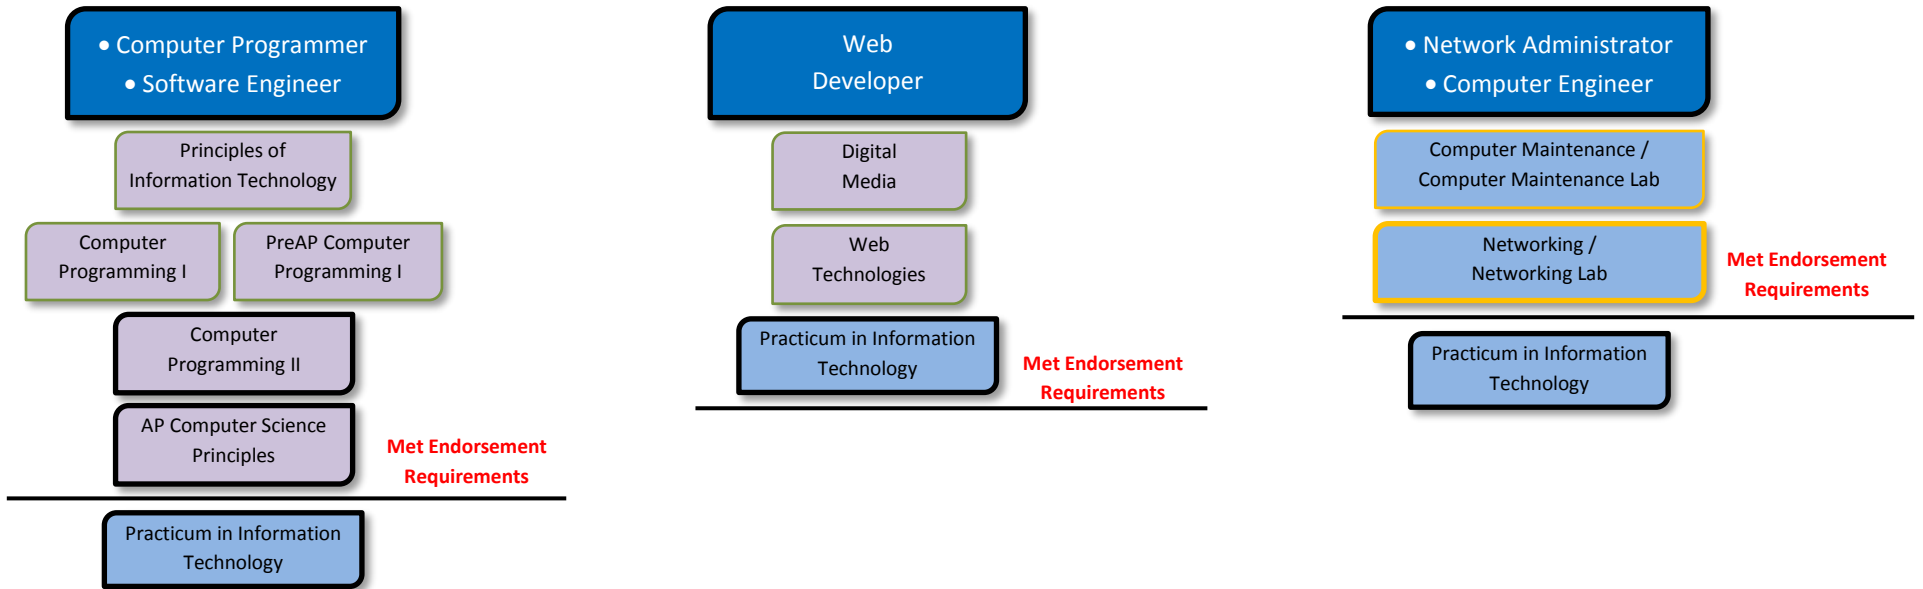 • Computer Programmer
• Software Engineer
Principles of
Information Technology
Computer
Programming I
PreAP Computer
Programming I
Computer
Programming II
AP Computer Science
Principles
Met Endorsement
Requirements
Practicum in Information
Technology
Web
Developer
Digital
Media
Web
Technologies
Practicum in Information
Technology
Met Endorsement
Requirements
• Network Administrator
• Computer Engineer
Computer Maintenance /
Computer Maintenance Lab
Networking /
Networking Lab
Met Endorsement
Requirements
Practicum in Information
Technology